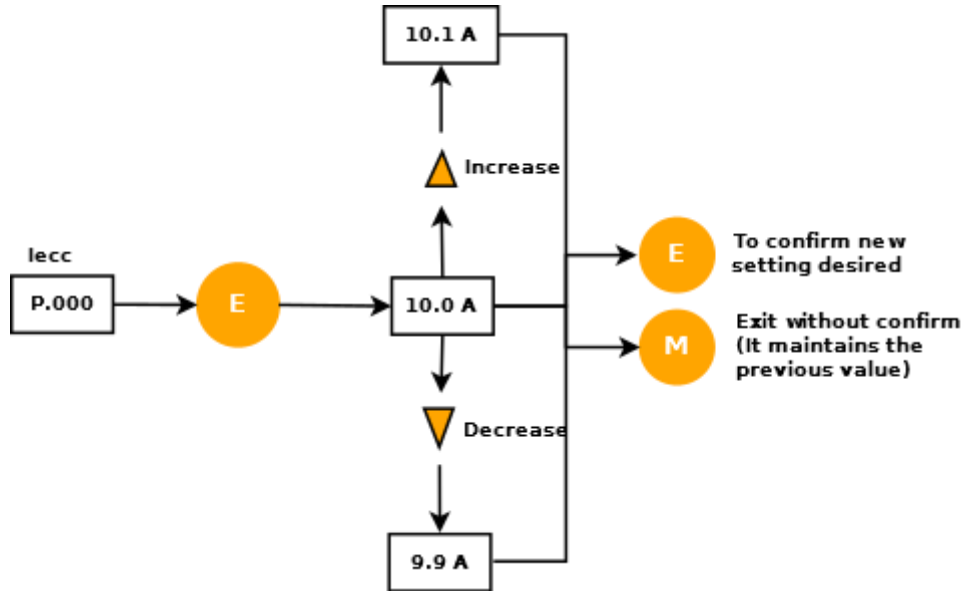 10.1 A
Increase
Iecc
P.000
E
10.0 A
E
To confirm new
setting desired
M
Exit without confirm
(It maintains the
previous value)
Decrease
9.9 A